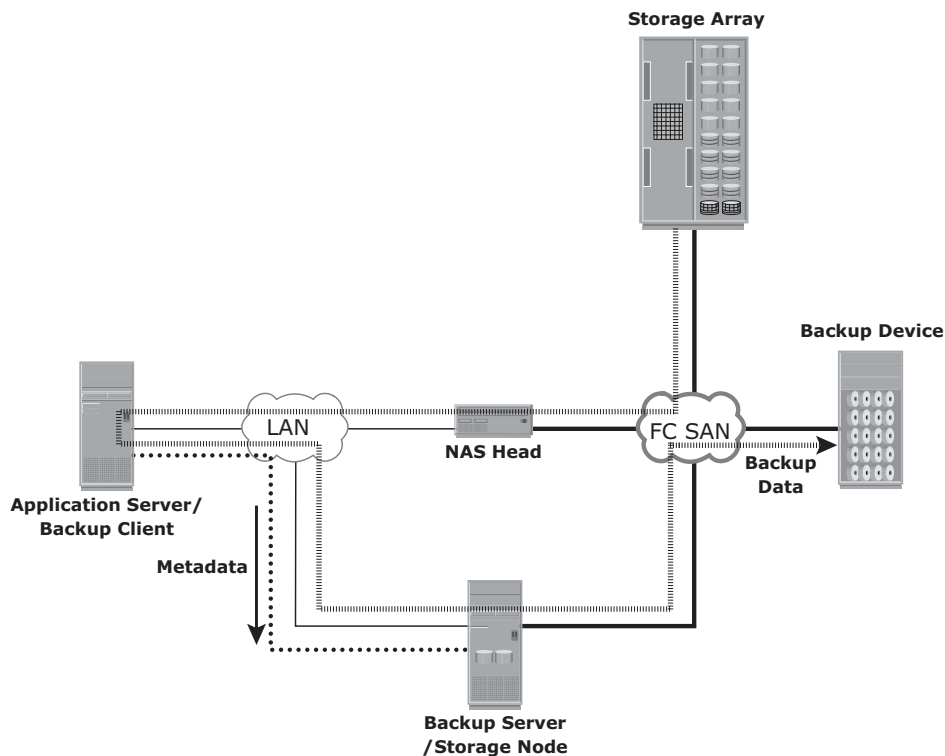 Storage Array
Backup Device
LAN
FC SAN
NAS Head
Backup
Data
Application Server/
Backup Client
Metadata
Backup Server
/Storage Node